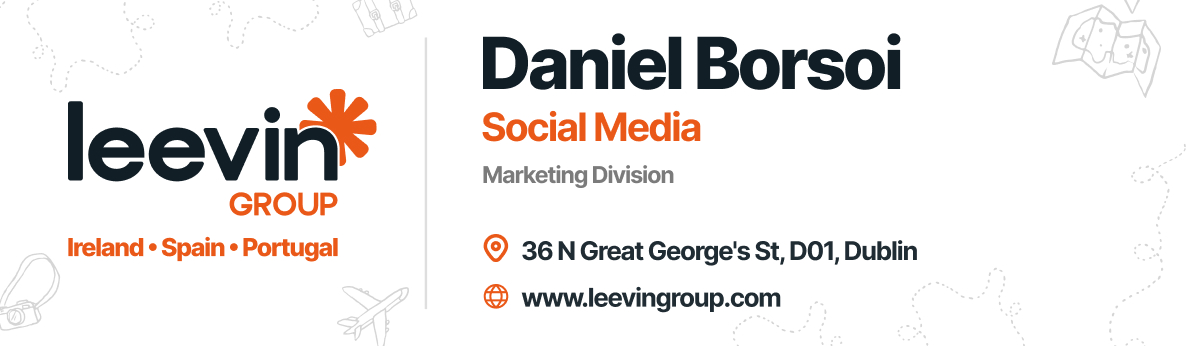 leevin
GROUP
Ireland • Spain • Portugal
Daniel Borsoi
Social Media
Marketing Division
36 N Great George's St, D01, Dublin
www.leevingroup.com